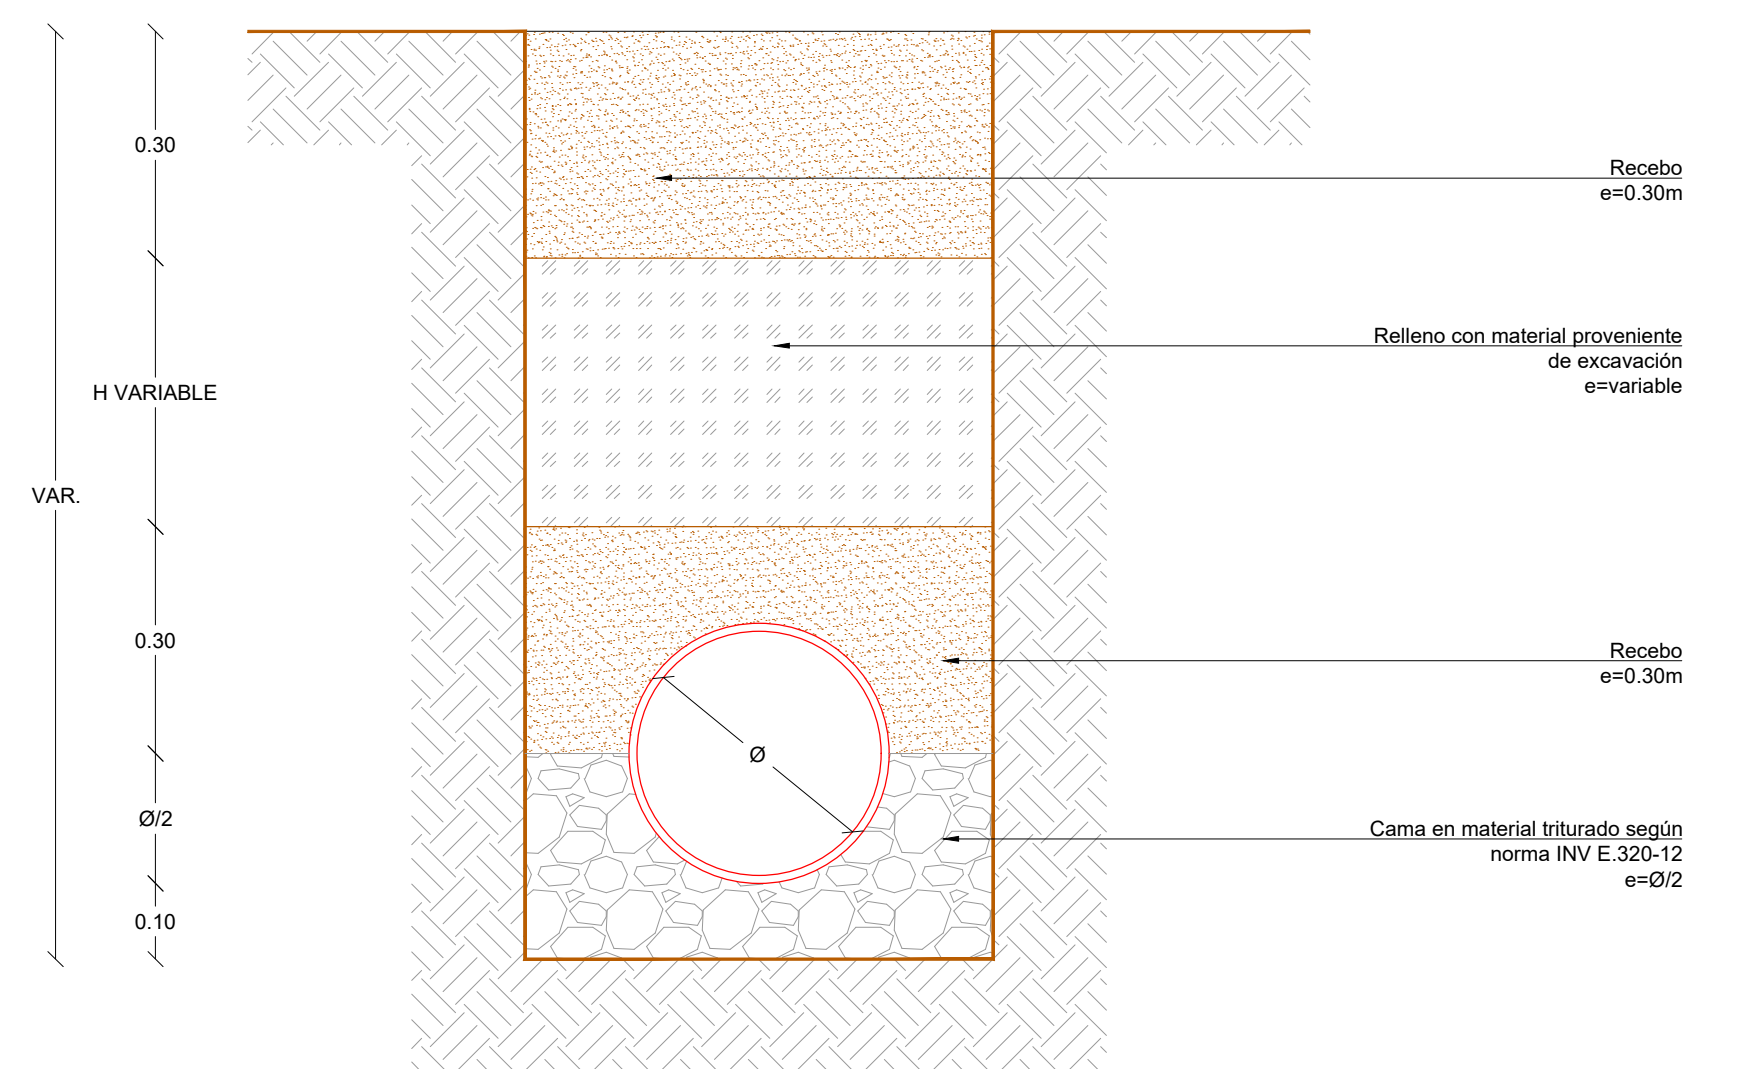 0.30
Recebo
e=0.30m
Relleno con material proveniente
de excavación
e=variable
H VARIABLE
VAR.
0.30
Recebo
e=0.30m
Ø
Ø/2
Cama en material triturado según
norma INV E.320-12
e=Ø/2
0.10